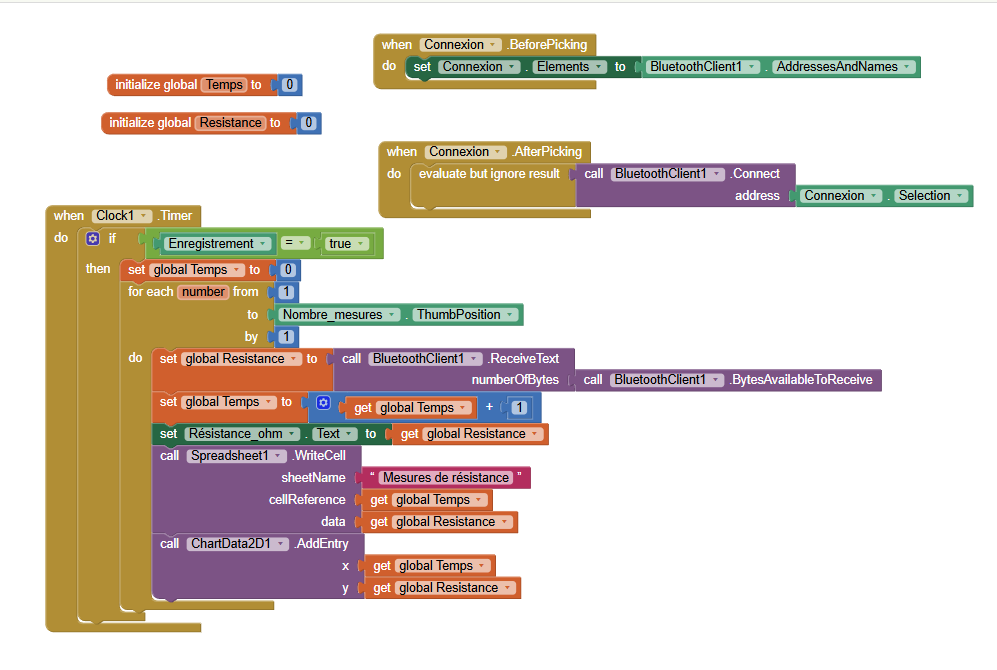 when Connexion .BeforePicking
do set Connexion . Elements to BluetoothClient1 . AddressesAndNames
initialize global Temps to 0
initialize global Resistance to 0
when Connexion .AfterPicking
do evaluate but ignore result call BluetoothClient1 .Connect
address Connexion . Selection
when Clock1 .Timer
do if Enregistrement = true
then set global Temps to 0
for each number from 1
to Nombre_mesures . ThumbPosition
by 1
do set global Resistance to call BluetoothClient1 .ReceiveText
numberOfBytes call BluetoothClient1 .BytesAvailableToReceive
set global Temps to get global Temps + 1
set Résistance_ohm . Text to get global Resistance
call Spreadsheet1 .WriteCell
sheetName " Mesures de résistance "
cellReference get global Temps
data get global Resistance
call ChartData2D1 .AddEntry
x get global Temps
y get global Resistance